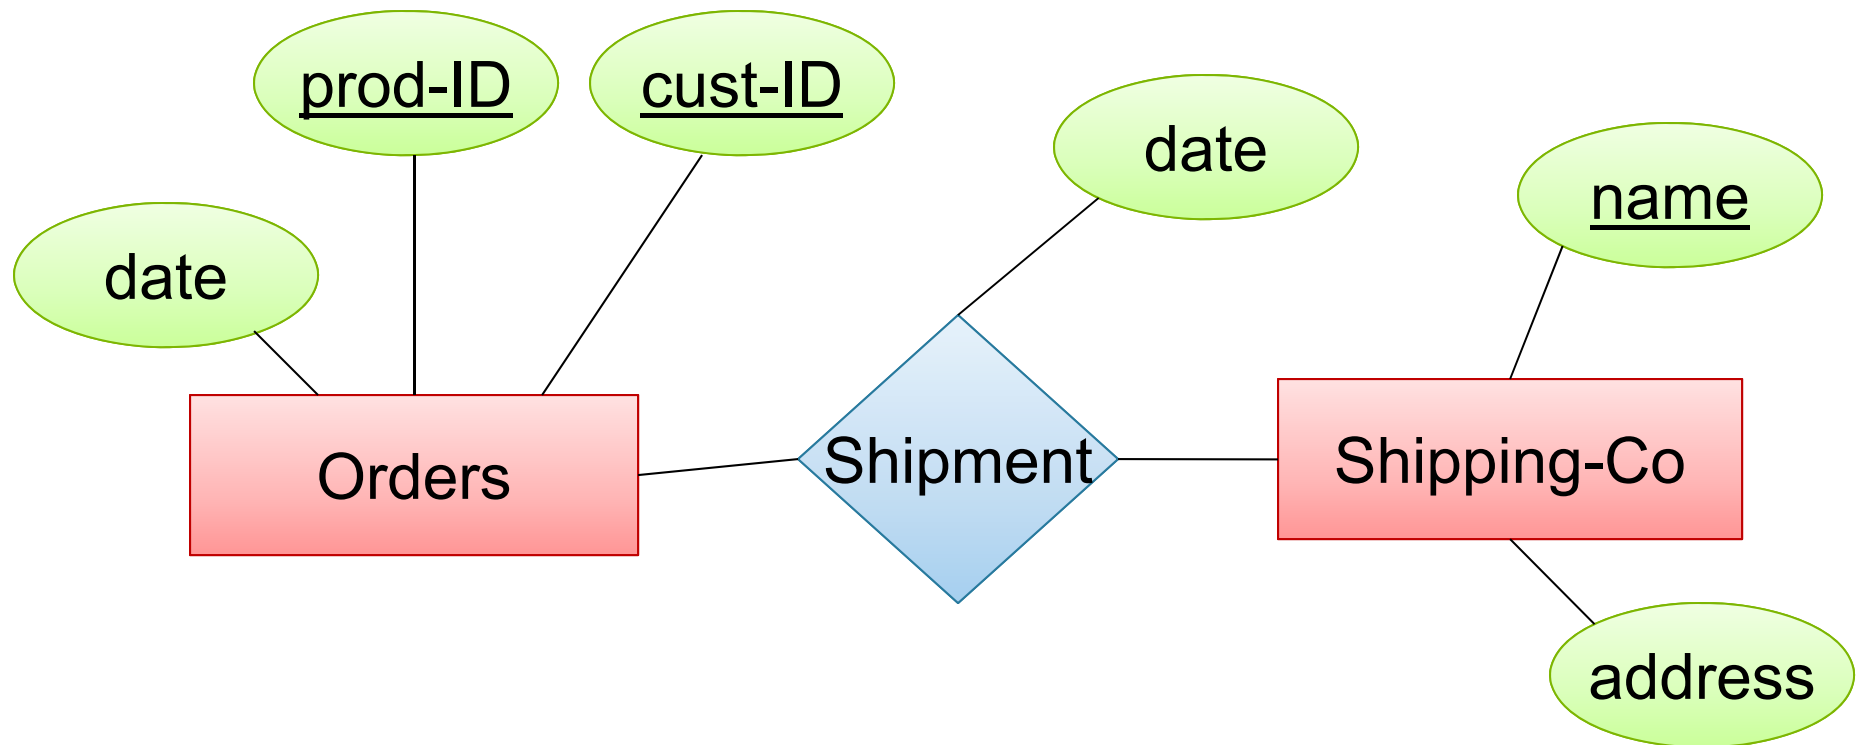 prod-ID
cust-ID
date
name
date
Orders
Shipment
Shipping-Co
address